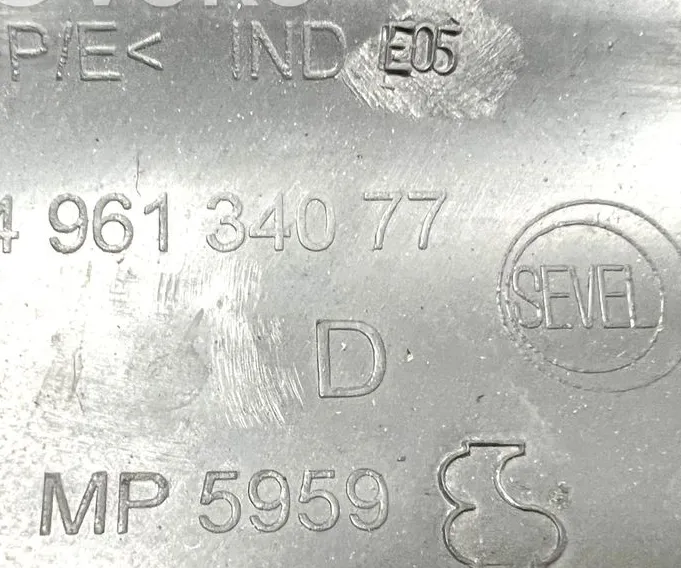 P/E< IND E05
4 961 340 77
SEVEL
D
MP 5959